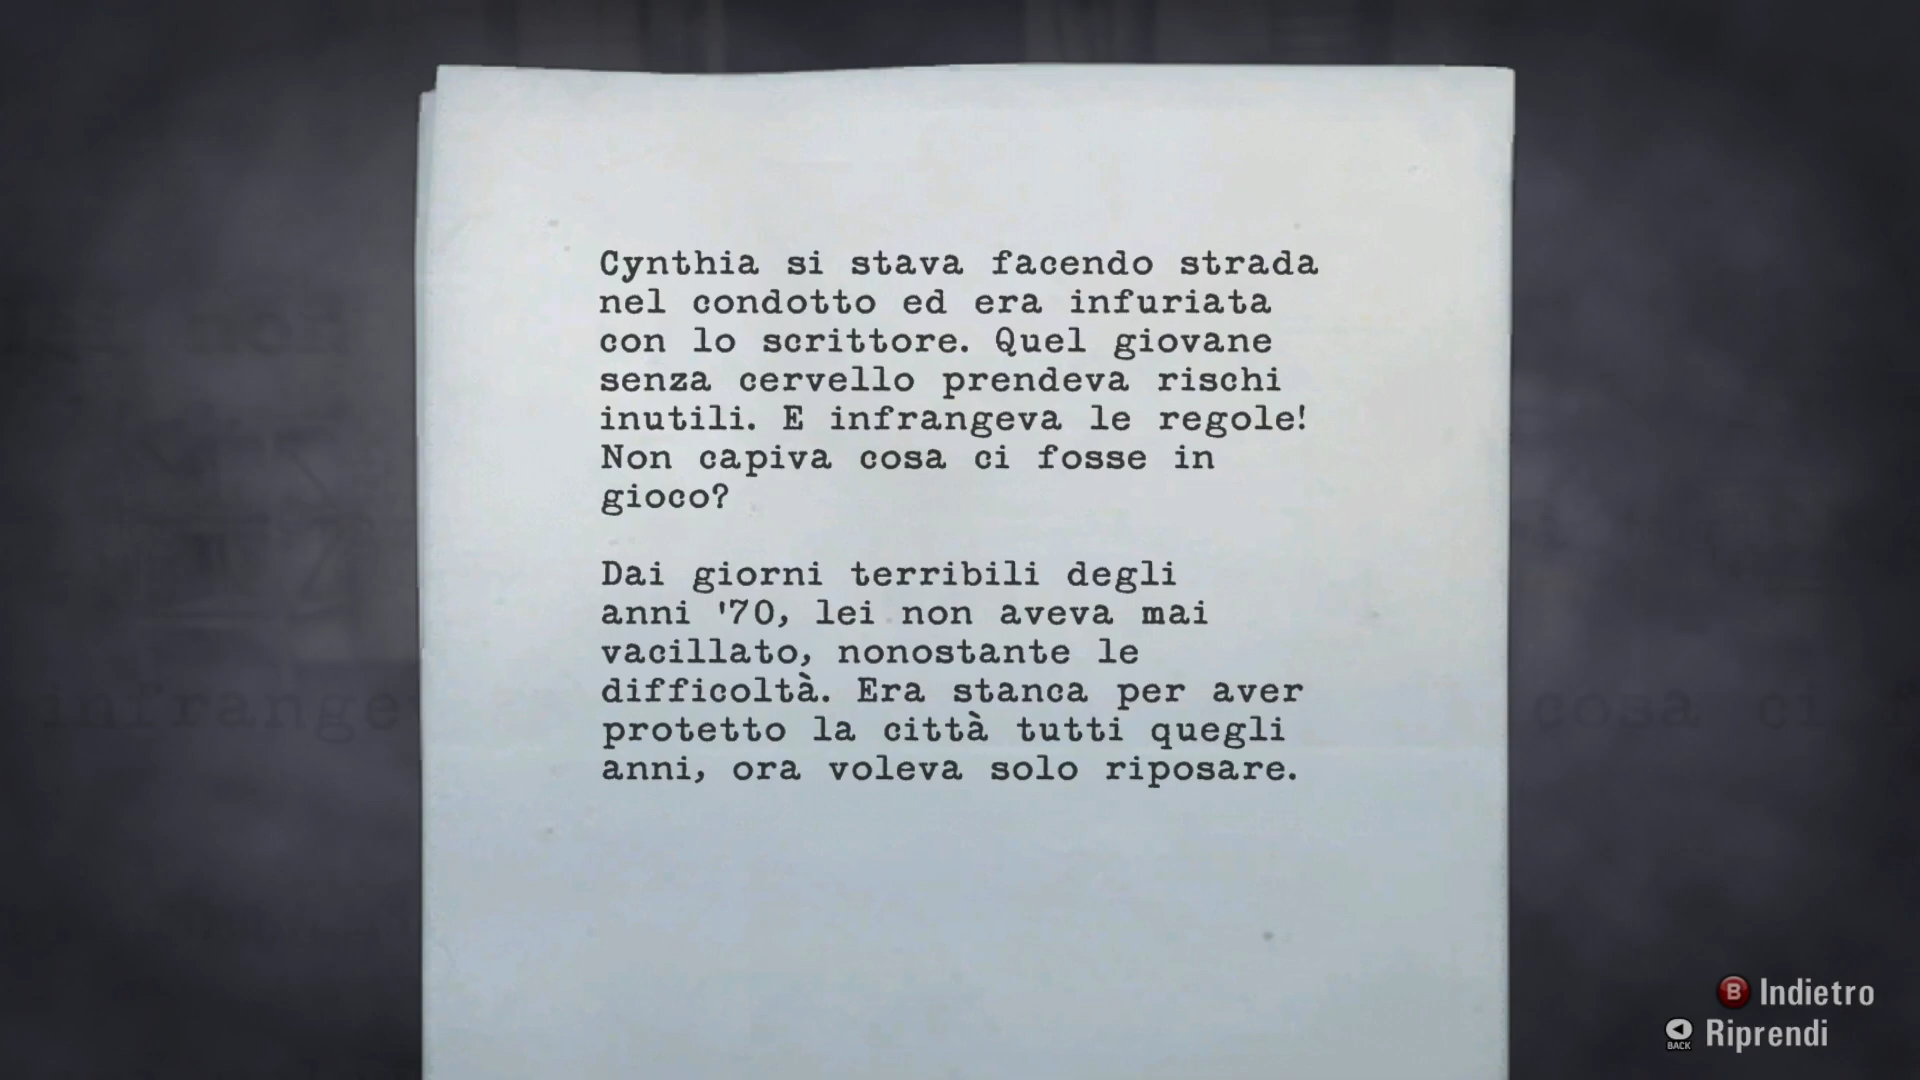 Cynthia si stava facendo strada
nel condotto ed era infuriata
con lo scrittore. Quel giovane
senza cervello prendeva rischi
inutili. E infrangeva le regole!
Non capiva cosa ci fosse in
gioco?
Dai giorni terribili degli
anni '70, lei non aveva mai
vacillato, nonostante le
difficoltà. Era stanca per aver
protetto la città tutti quegli
anni, ora voleva solo riposare.
B Indietro
BACK Riprendi